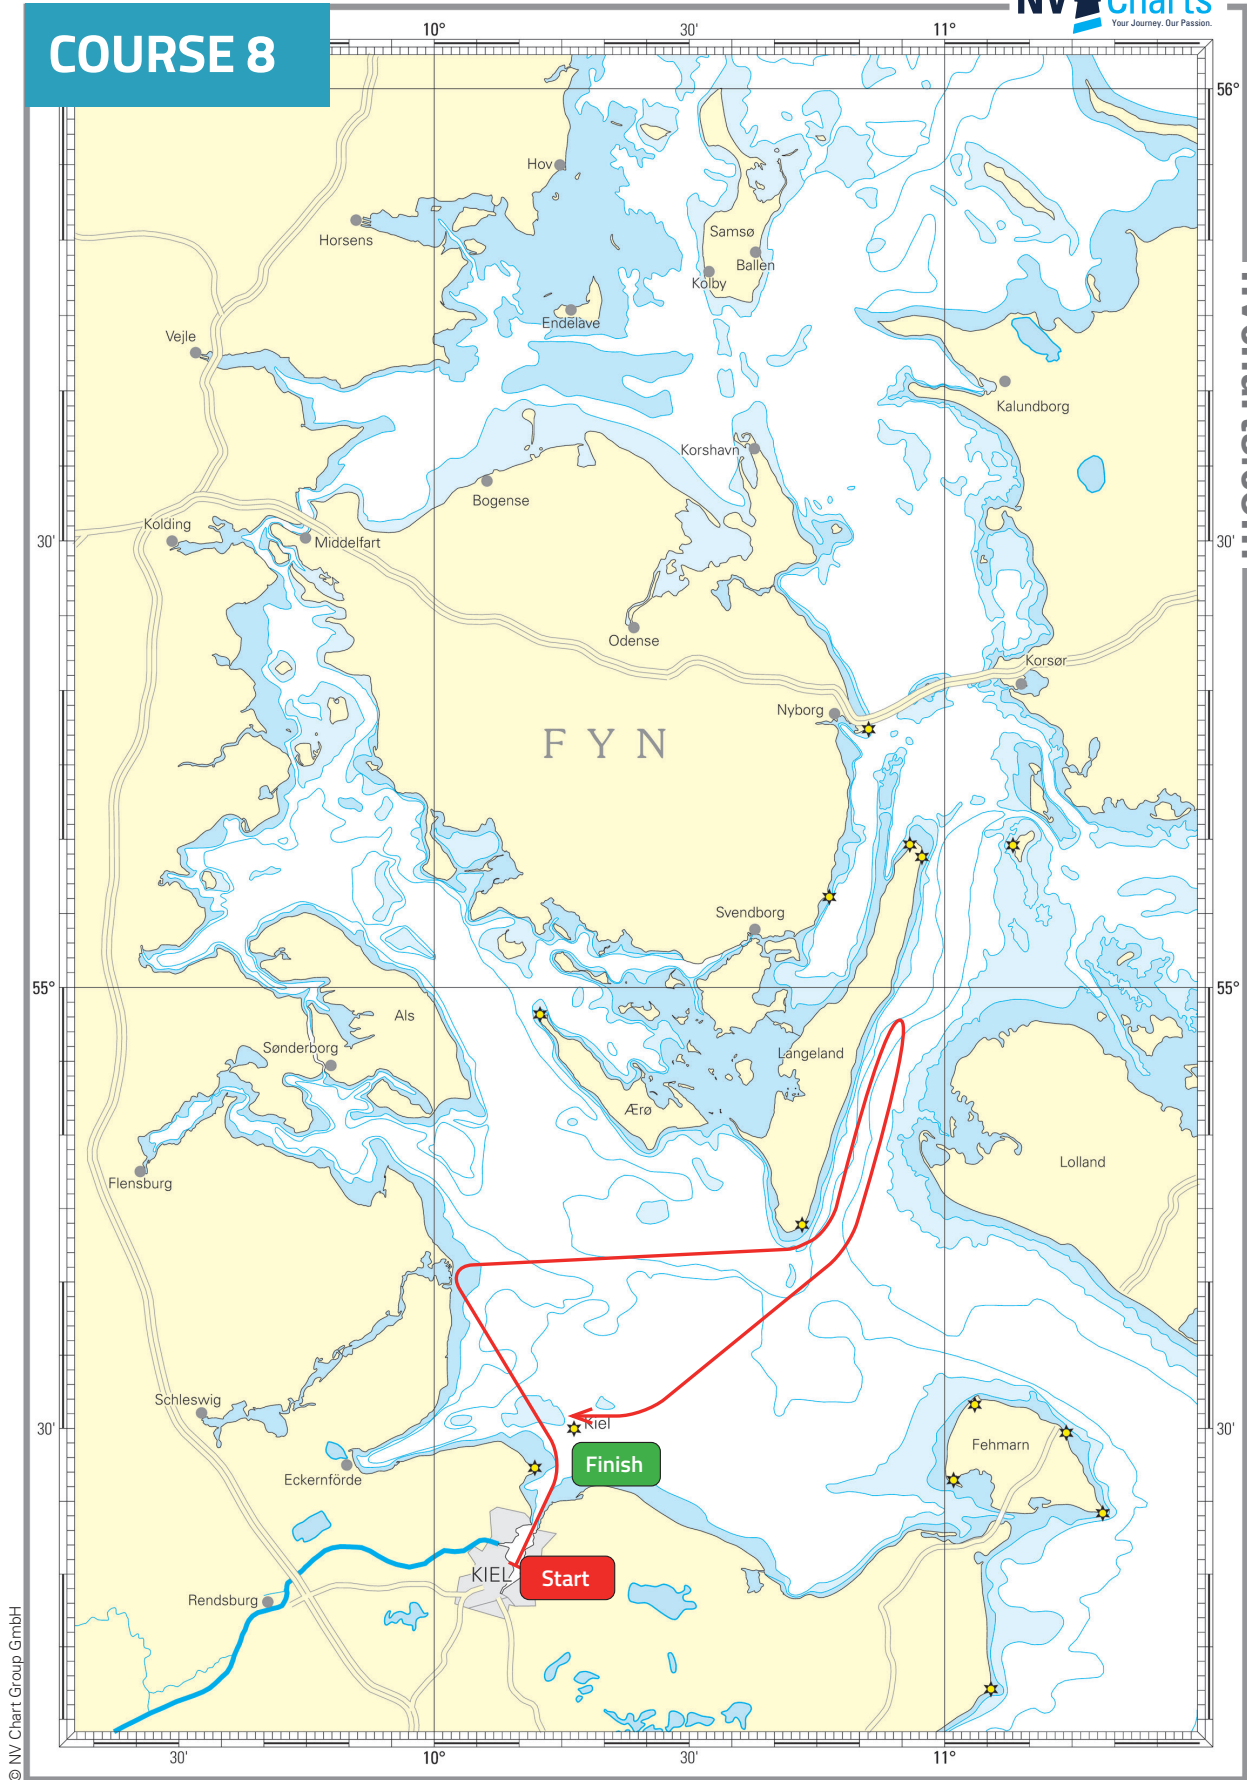 COURSE 8
NV Charts
Your Journey. Our Passion.
10°
30'
11°
56°
Hov
Horsens
Samsø
Ballen
Kolby
Endelave
Vejle
Kalundborg
Korshavn
Bogense
Kolding
Middelfart
30'
30'
Odense
Korsør
Nyborg
FYN
Svendborg
55°
55°
Als
Sønderborg
Langeland
Ærø
Lolland
Flensburg
Schleswig
30'
Kiel
30'
Fehmarn
Finish
Eckernförde
KIEL
Start
Rendsburg
30'
10°
30'
11°
© NV Chart Group GmbH